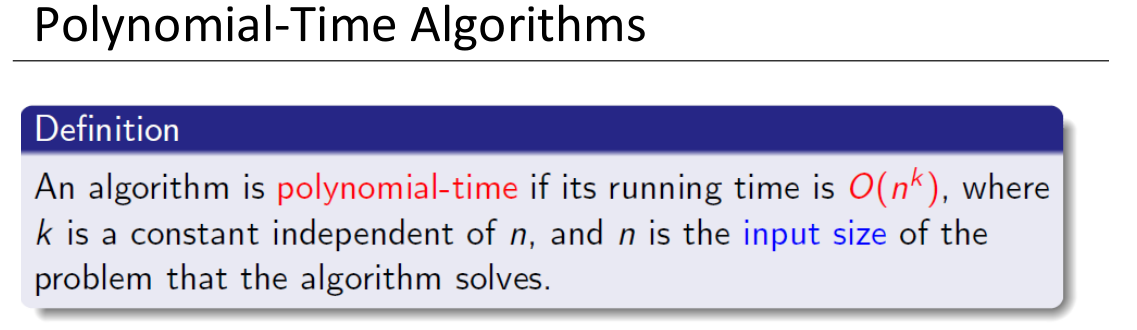 Polynomial-Time Algorithms
Definition
An algorithm is polynomial-time if its running time is O(n^k), where
k is a constant independent of n, and n is the input size of the
problem that the algorithm solves.